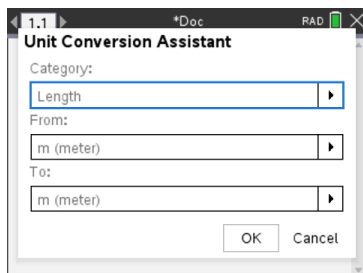 1.1 *Doc RAD
Unit Conversion Assistant
Category:
Length
From:
m (meter)
To:
m (meter)
OK Cancel